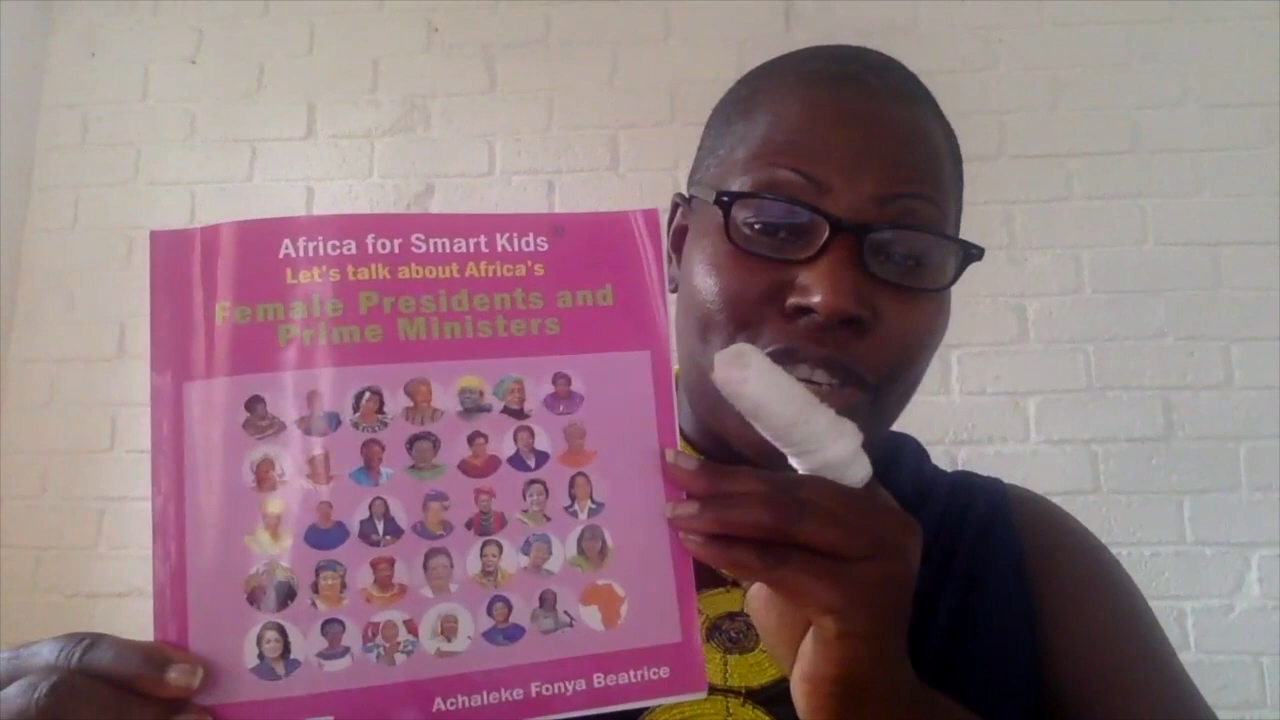 Africa for Smart Kids®
Let's talk about Africa's
Female Presidents and
Prime Ministers
Achaleke Fonya Beatrice